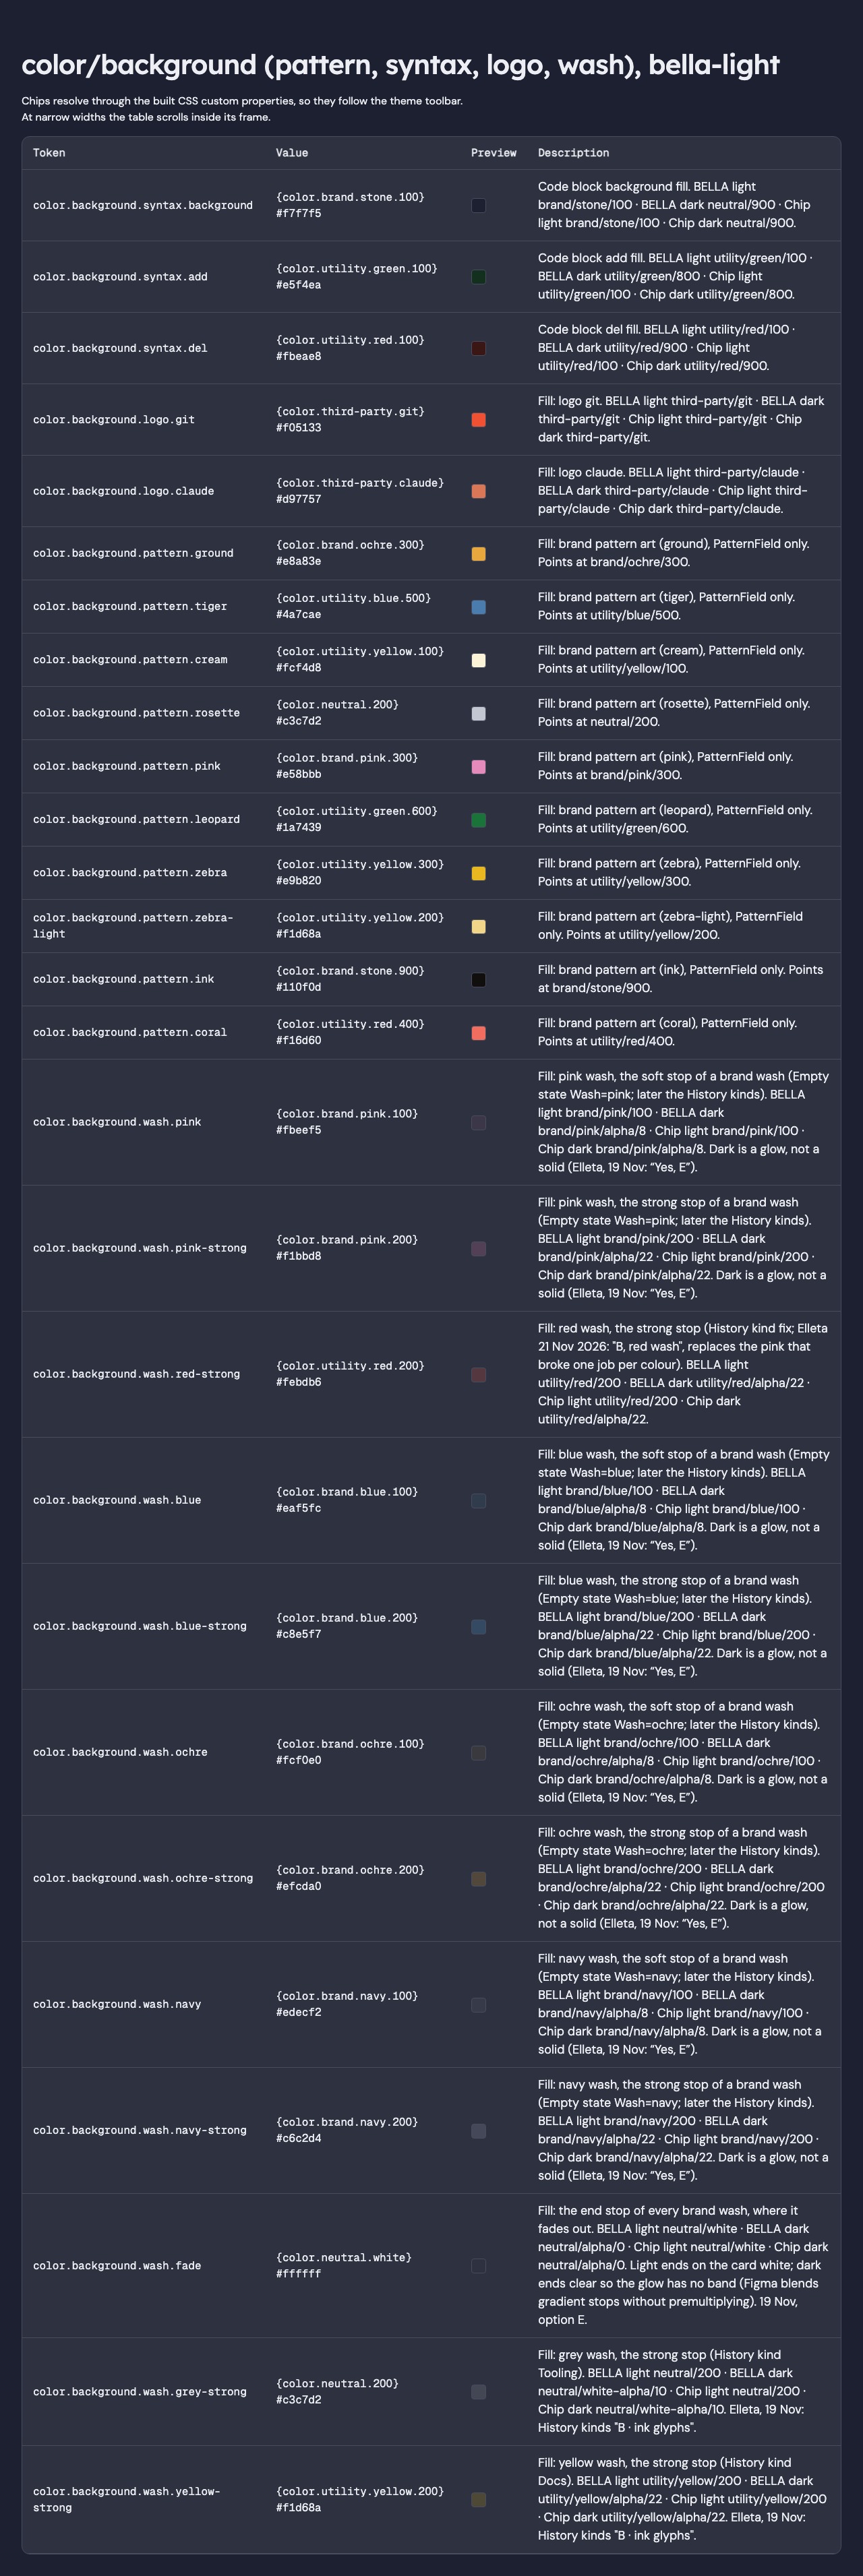 color/background (pattern, syntax, logo, wash), bella-light
Chips resolve through the built CSS custom properties, so they follow the theme toolbar.
At narrow widths the table scrolls inside its frame.
Token Value Preview Description
color.background.syntax.background
{color.brand.stone.100}
#f7f7f5
Code block background fill. BELLA light
brand/stone/100 · BELLA dark neutral/900 · Chip
light brand/stone/100 · Chip dark neutral/900.
color.background.syntax.add
{color.utility.green.100}
#e5f4ea
Code block add fill. BELLA light utility/green/100 ·
BELLA dark utility/green/800 · Chip light
utility/green/100 · Chip dark utility/green/800.
color.background.syntax.del
{color.utility.red.100}
#fbeae8
Code block del fill. BELLA light utility/red/100 ·
BELLA dark utility/red/900 · Chip light
utility/red/100 · Chip dark utility/red/900.
color.background.logo.git
{color.third-party.git}
#f05133
Fill: logo git. BELLA light third-party/git · BELLA dark
third-party/git · Chip light third-party/git · Chip
dark third-party/git.
color.background.logo.claude
{color.third-party.claude}
#d97757
Fill: logo claude. BELLA light third-party/claude ·
BELLA dark third-party/claude · Chip light third-
party/claude · Chip dark third-party/claude.
color.background.pattern.ground
{color.brand.ochre.300}
#e8a83e
Fill: brand pattern art (ground), PatternField only.
Points at brand/ochre/300.
color.background.pattern.tiger
{color.utility.blue.500}
#4a7cae
Fill: brand pattern art (tiger), PatternField only.
Points at utility/blue/500.
color.background.pattern.cream
{color.utility.yellow.100}
#fcf4d8
Fill: brand pattern art (cream), PatternField only.
Points at utility/yellow/100.
color.background.pattern.rosette
{color.neutral.200}
#c3c7d2
Fill: brand pattern art (rosette), PatternField only.
Points at neutral/200.
color.background.pattern.pink
{color.brand.pink.300}
#e58bbb
Fill: brand pattern art (pink), PatternField only.
Points at brand/pink/300.
color.background.pattern.leopard
{color.utility.green.600}
#1a7439
Fill: brand pattern art (leopard), PatternField only.
Points at utility/green/600.
color.background.pattern.zebra
{color.utility.yellow.300}
#e9b820
Fill: brand pattern art (zebra), PatternField only.
Points at utility/yellow/300.
color.background.pattern.zebra-
light
{color.utility.yellow.200}
#f1d68a
Fill: brand pattern art (zebra-light), PatternField
only. Points at utility/yellow/200.
color.background.pattern.ink
{color.brand.stone.900}
#110f0d
Fill: brand pattern art (ink), PatternField only. Points
at brand/stone/900.
color.background.pattern.coral
{color.utility.red.400}
#f16d60
Fill: brand pattern art (coral), PatternField only.
Points at utility/red/400.
color.background.wash.pink
{color.brand.pink.100}
#fbeef5
Fill: pink wash, the soft stop of a brand wash (Empty
state Wash=pink; later the History kinds). BELLA
light brand/pink/100 · BELLA dark
brand/pink/alpha/8 · Chip light brand/pink/100 ·
Chip dark brand/pink/alpha/8. Dark is a glow, not a
solid (Elleta, 19 Nov: “Yes, E”).
color.background.wash.pink-strong
{color.brand.pink.200}
#f1bbd8
Fill: pink wash, the strong stop of a brand wash
(Empty state Wash=pink; later the History kinds).
BELLA light brand/pink/200 · BELLA dark
brand/pink/alpha/22 · Chip light brand/pink/200 ·
Chip dark brand/pink/alpha/22. Dark is a glow, not a
solid (Elleta, 19 Nov: “Yes, E”).
color.background.wash.red-strong
{color.utility.red.200}
#febdb6
Fill: red wash, the strong stop (History kind fix; Elleta
21 Nov 2026: "B, red wash", replaces the pink that
broke one job per colour). BELLA light
utility/red/200 · BELLA dark utility/red/alpha/22 ·
Chip light utility/red/200 · Chip dark
utility/red/alpha/22.
color.background.wash.blue
{color.brand.blue.100}
#eaf5fc
Fill: blue wash, the soft stop of a brand wash (Empty
state Wash=blue; later the History kinds). BELLA
light brand/blue/100 · BELLA dark
brand/blue/alpha/8 · Chip light brand/blue/100 ·
Chip dark brand/blue/alpha/8. Dark is a glow, not a
solid (Elleta, 19 Nov: “Yes, E”).
color.background.wash.blue-strong
{color.brand.blue.200}
#c8e5f7
Fill: blue wash, the strong stop of a brand wash
(Empty state Wash=blue; later the History kinds).
BELLA light brand/blue/200 · BELLA dark
brand/blue/alpha/22 · Chip light brand/blue/200 ·
Chip dark brand/blue/alpha/22. Dark is a glow, not a
solid (Elleta, 19 Nov: “Yes, E”).
color.background.wash.ochre
{color.brand.ochre.100}
#fcf0e0
Fill: ochre wash, the soft stop of a brand wash
(Empty state Wash=ochre; later the History kinds).
BELLA light brand/ochre/100 · BELLA dark
brand/ochre/alpha/8 · Chip light brand/ochre/100 ·
Chip dark brand/ochre/alpha/8. Dark is a glow, not a
solid (Elleta, 19 Nov: “Yes, E”).
color.background.wash.ochre-strong
{color.brand.ochre.200}
#efcda0
Fill: ochre wash, the strong stop of a brand wash
(Empty state Wash=ochre; later the History kinds).
BELLA light brand/ochre/200 · BELLA dark
brand/ochre/alpha/22 · Chip light brand/ochre/200
· Chip dark brand/ochre/alpha/22. Dark is a glow,
not a solid (Elleta, 19 Nov: “Yes, E”).
color.background.wash.navy
{color.brand.navy.100}
#edecf2
Fill: navy wash, the soft stop of a brand wash
(Empty state Wash=navy; later the History kinds).
BELLA light brand/navy/100 · BELLA dark
brand/navy/alpha/8 · Chip light brand/navy/100 ·
Chip dark brand/navy/alpha/8. Dark is a glow, not a
solid (Elleta, 19 Nov: “Yes, E”).
color.background.wash.navy-strong
{color.brand.navy.200}
#c6c2d4
Fill: navy wash, the strong stop of a brand wash
(Empty state Wash=navy; later the History kinds).
BELLA light brand/navy/200 · BELLA dark
brand/navy/alpha/22 · Chip light brand/navy/200 ·
Chip dark brand/navy/alpha/22. Dark is a glow, not a
solid (Elleta, 19 Nov: “Yes, E”).
color.background.wash.fade
{color.neutral.white}
#ffffff
Fill: the end stop of every brand wash, where it
fades out. BELLA light neutral/white · BELLA dark
neutral/alpha/0 · Chip light neutral/white · Chip dark
neutral/alpha/0. Light ends on the card white; dark
ends clear so the glow has no band (Figma blends
gradient stops without premultiplying). 19 Nov,
option E.
color.background.wash.grey-strong
{color.neutral.200}
#c3c7d2
Fill: grey wash, the strong stop (History kind
Tooling). BELLA light neutral/200 · BELLA dark
neutral/white-alpha/10 · Chip light neutral/200 ·
Chip dark neutral/white-alpha/10. Elleta, 19 Nov:
History kinds "B · ink glyphs".
color.background.wash.yellow-
strong
{color.utility.yellow.200}
#f1d68a
Fill: yellow wash, the strong stop (History kind
Docs). BELLA light utility/yellow/200 · BELLA dark
utility/yellow/alpha/22 · Chip light utility/yellow/200
· Chip dark utility/yellow/alpha/22. Elleta, 19 Nov:
History kinds "B · ink glyphs".